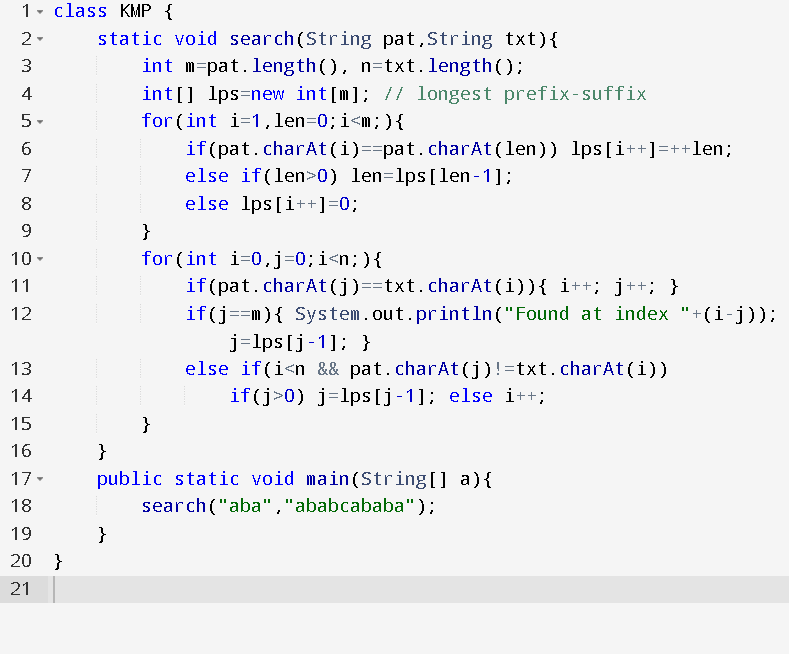 1 class KMP {
2     static void search(String pat,String txt){
3         int m=pat.length(), n=txt.length();
4         int[] lps=new int[m]; // longest prefix-suffix
5         for(int i=1,len=0;i<m;){
6             if(pat.charAt(i)==pat.charAt(len)) lps[i++]=++len;
7             else if(len>0) len=lps[len-1];
8             else lps[i++]=0;
9         }
10         for(int i=0,j=0;i<n;){
11             if(pat.charAt(j)==txt.charAt(i)){ i++; j++; }
12             if(j==m){ System.out.println("Found at index "+(i-j));
                j=lps[j-1]; }
13             else if(i<n && pat.charAt(j)!=txt.charAt(i))
14                 if(j>0) j=lps[j-1]; else i++;
15         }
16     }
17     public static void main(String[] a){
18         search("aba","ababcababa");
19     }
20 }
21